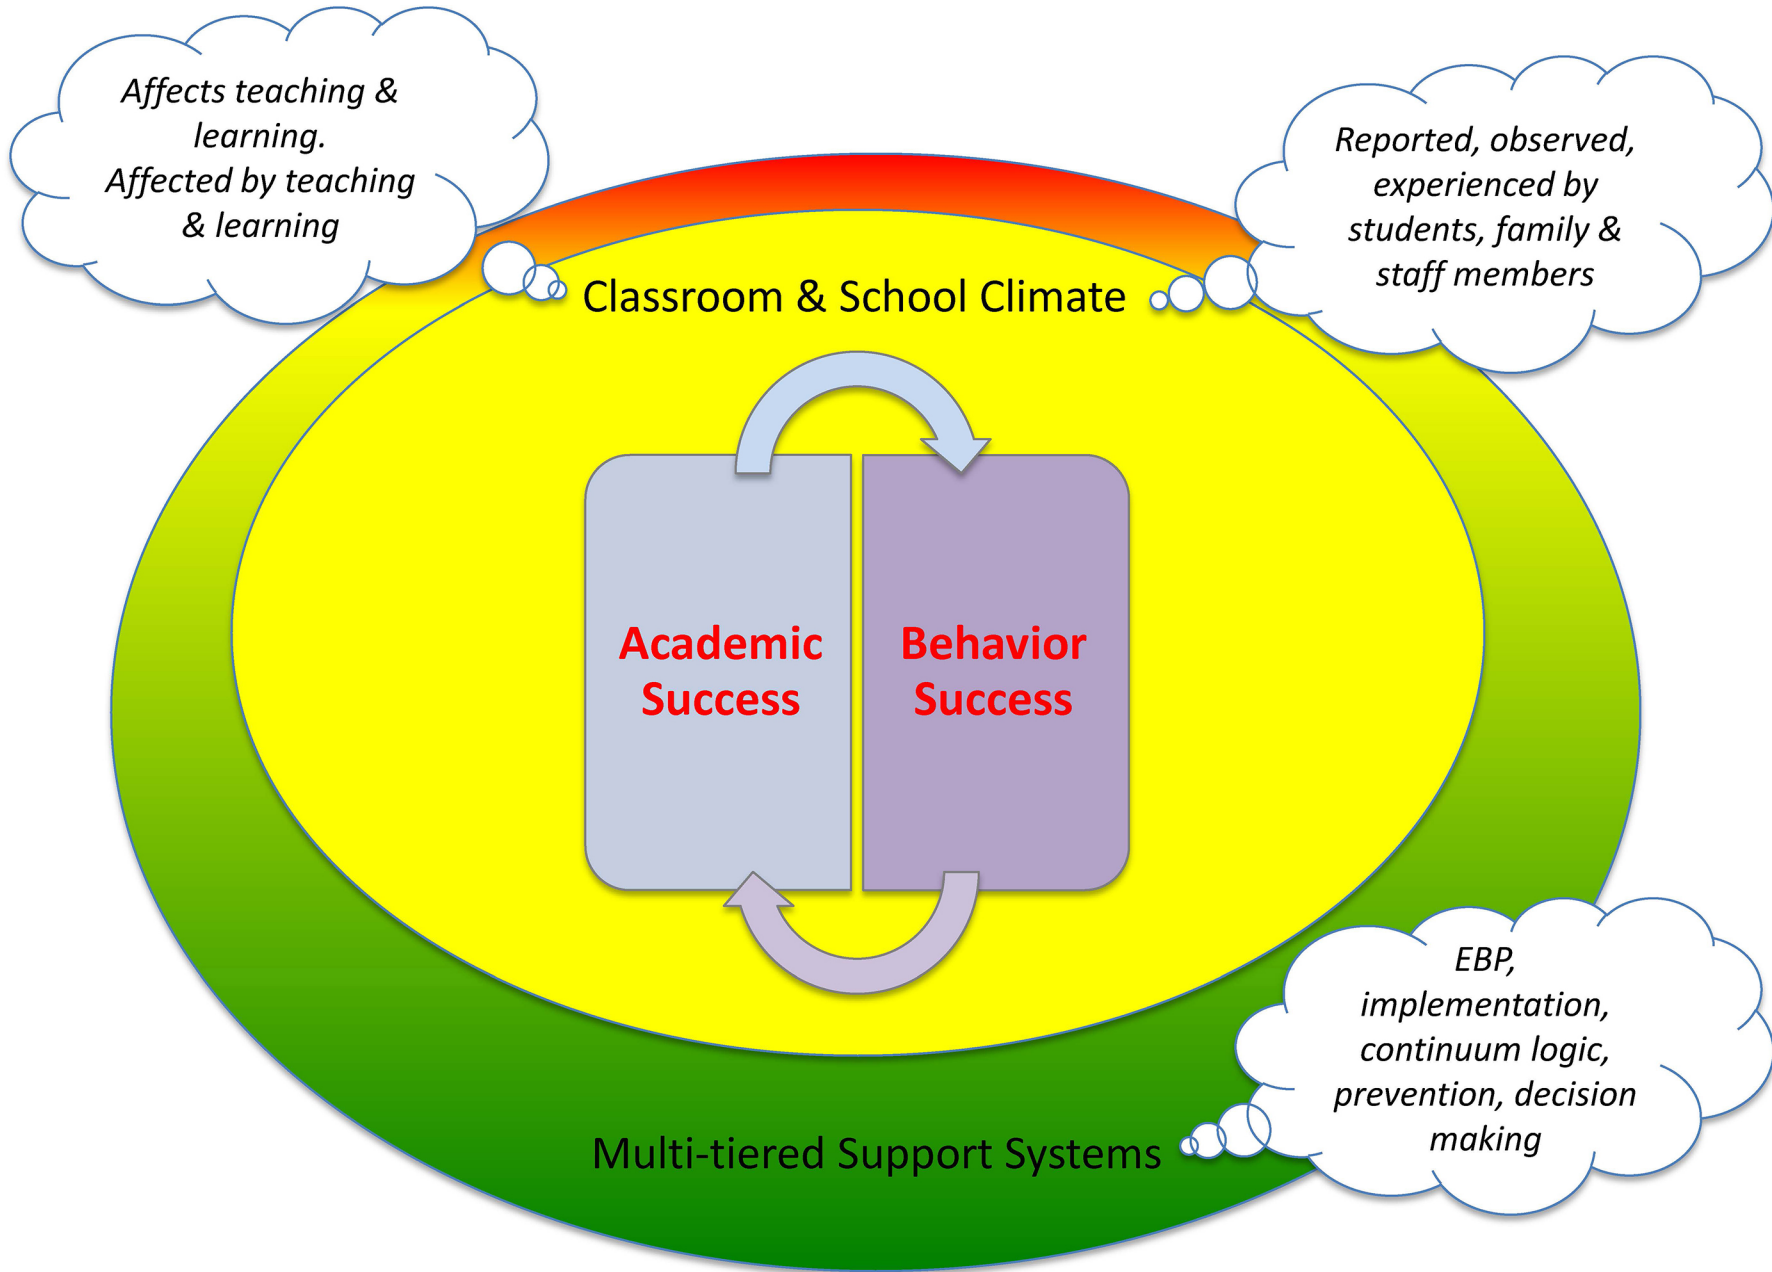 Affects teaching &
learning.
Affected by teaching
& learning
Reported, observed,
experienced by
students, family &
staff members
Classroom & School Climate
Academic
Success
Behavior
Success
EBP,
implementation,
continuum logic,
prevention, decision
making
Multi-tiered Support Systems